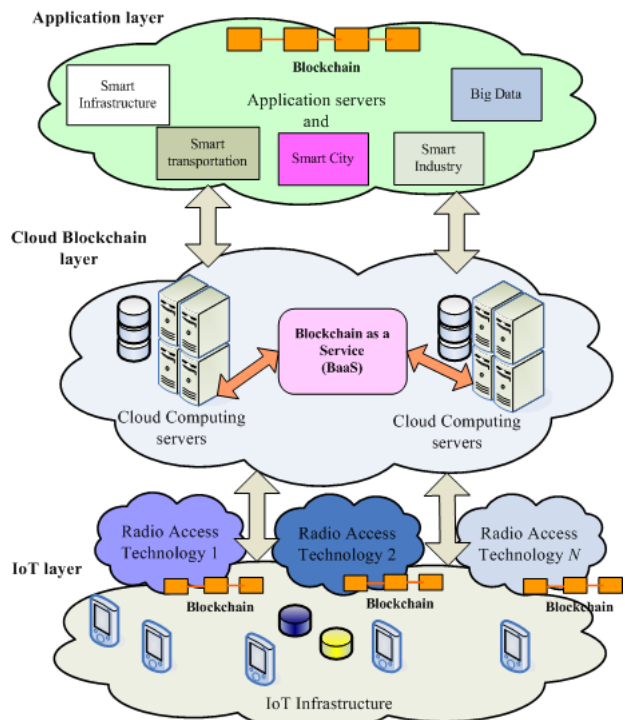 Application layer
Blockchain
Smart
Infrastructure
Big Data
Application servers
and
Smart
transportation
Smart City
Smart
Industry
Cloud Blockchain
layer
Blockchain as a
Service
(BaaS)
Cloud Computing
servers
Cloud Computing
servers
Radio Access
Technology 1
Radio Access
Technology 2
Radio Access
Technology N
IoT layer
Blockchain
Blockchain
Blockchain
IoT Infrastructure